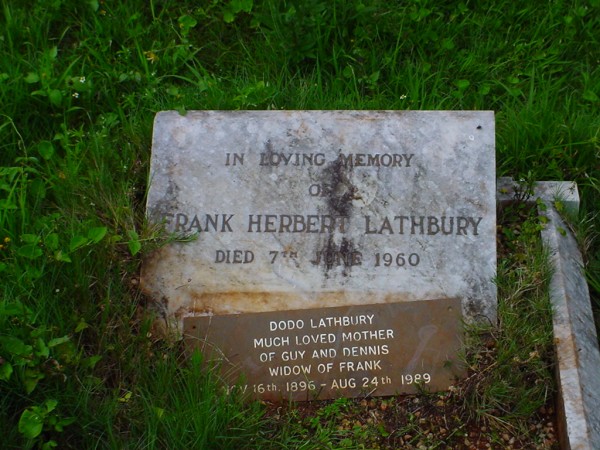 IN LOVING MEMORY
OF
FRANK HERBERT LATHBURY
DIED 7TH JUNE 1960
DODO LATHBURY
MUCH LOVED MOTHER
OF GUY AND DENNIS
WIDOW OF FRANK
NOV 16th. 1896 - AUG 24th 1989